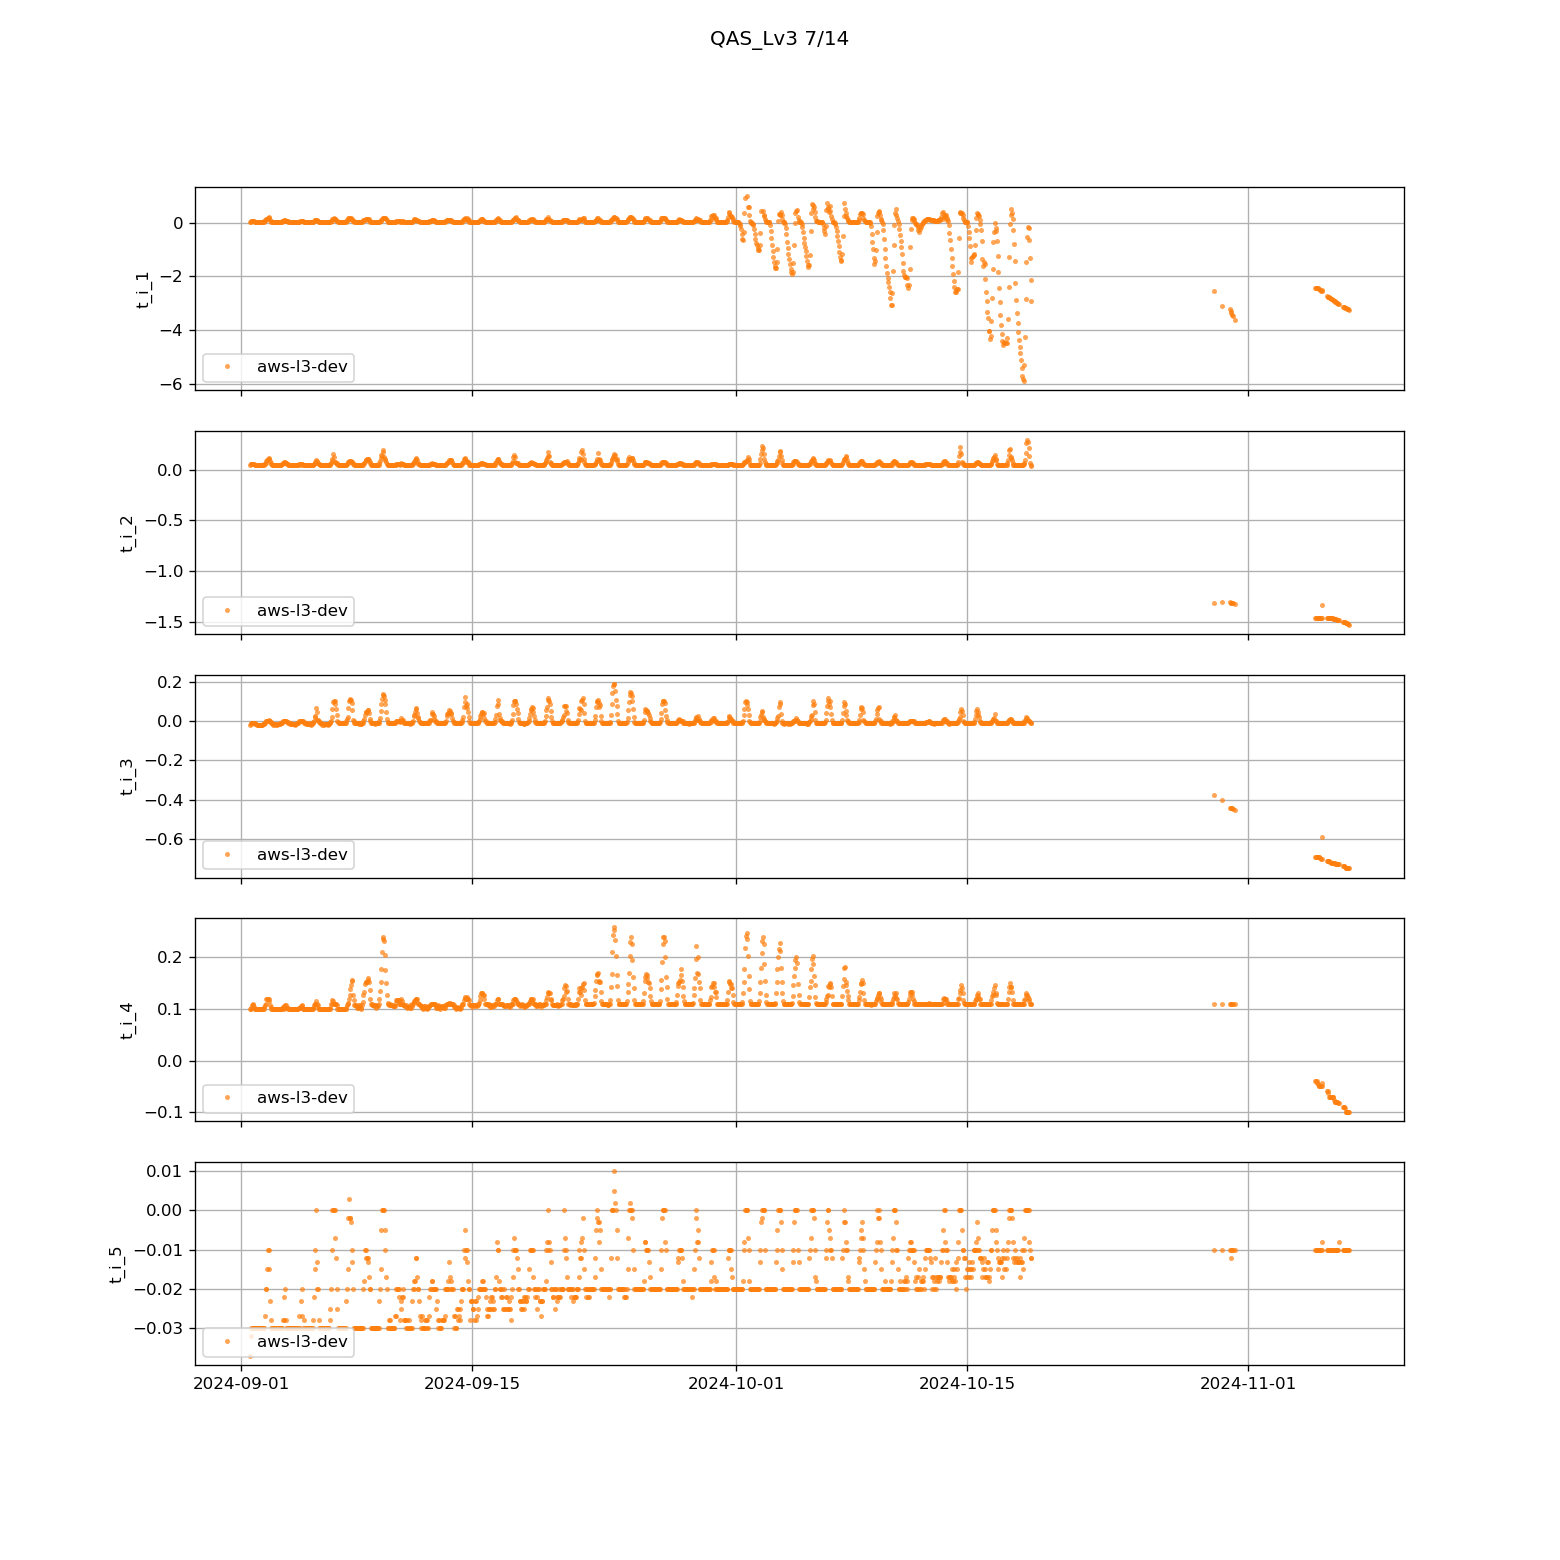 QAS_Lv3 7/14
0
−2
−4
−6
t_i_1
aws-l3-dev
0.0
−0.5
−1.0
−1.5
t_i_2
aws-l3-dev
0.2
0.0
−0.2
−0.4
−0.6
t_i_3
aws-l3-dev
0.2
0.1
0.0
−0.1
t_i_4
aws-l3-dev
0.01
0.00
−0.01
−0.02
−0.03
t_i_5
aws-l3-dev
2024-09-01 2024-09-15 2024-10-01 2024-10-15 2024-11-01